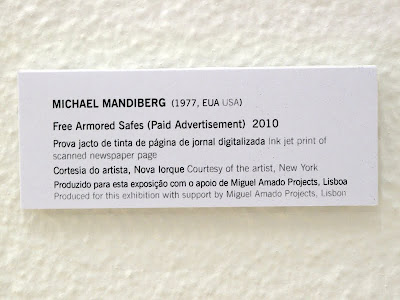 MICHAEL MANDIBERG (1977, EUA USA)
Free Armored Safes (Paid Advertisement) 2010
Prova jacto de tinta de página de jornal digitalizada Ink jet print of
scanned newspaper page
Cortesia do artista, Nova Iorque Courtesy of the artist, New York
Produzido para esta exposição com o apoio de Miguel Amado Projects, Lisboa
Produced for this exhibition with support by Miguel Amado Projects, Lisbon